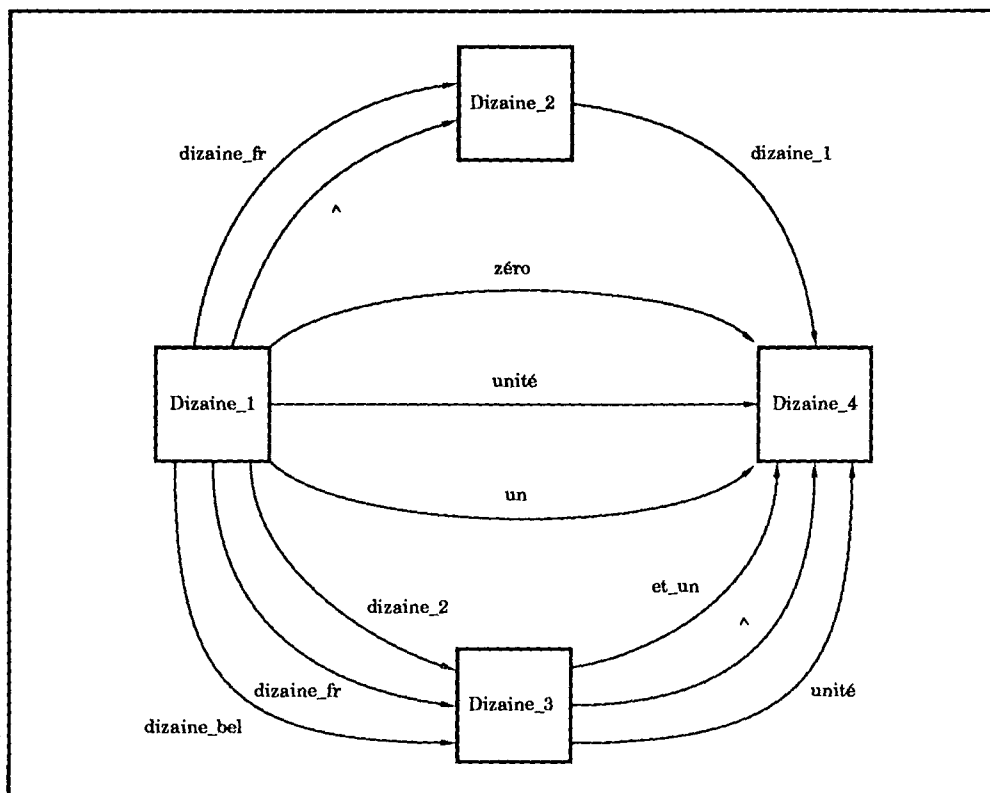 Dizaine_2
dizaine_fr
dizaine_1
^
zéro
Dizaine_1
unité
Dizaine_4
un
et_un
dizaine_2
^
dizaine_fr
Dizaine_3
unité
dizaine_bel